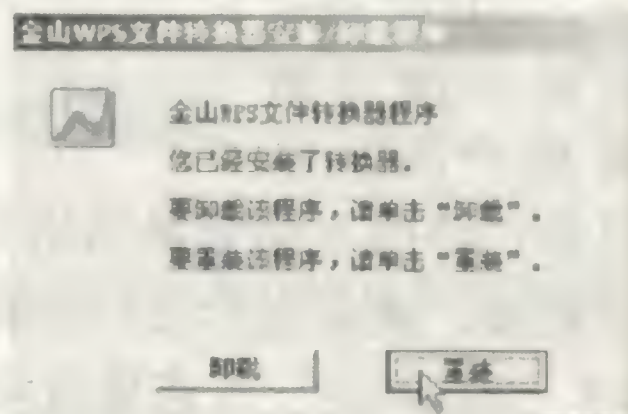 金山WPS文件转换器安装/卸载程序
金山WPS文件转换器程序
您已经安装了转换器.
要卸载该程序，请单击“卸载”.
要重装该程序，请单击“重装”.
卸载
重装